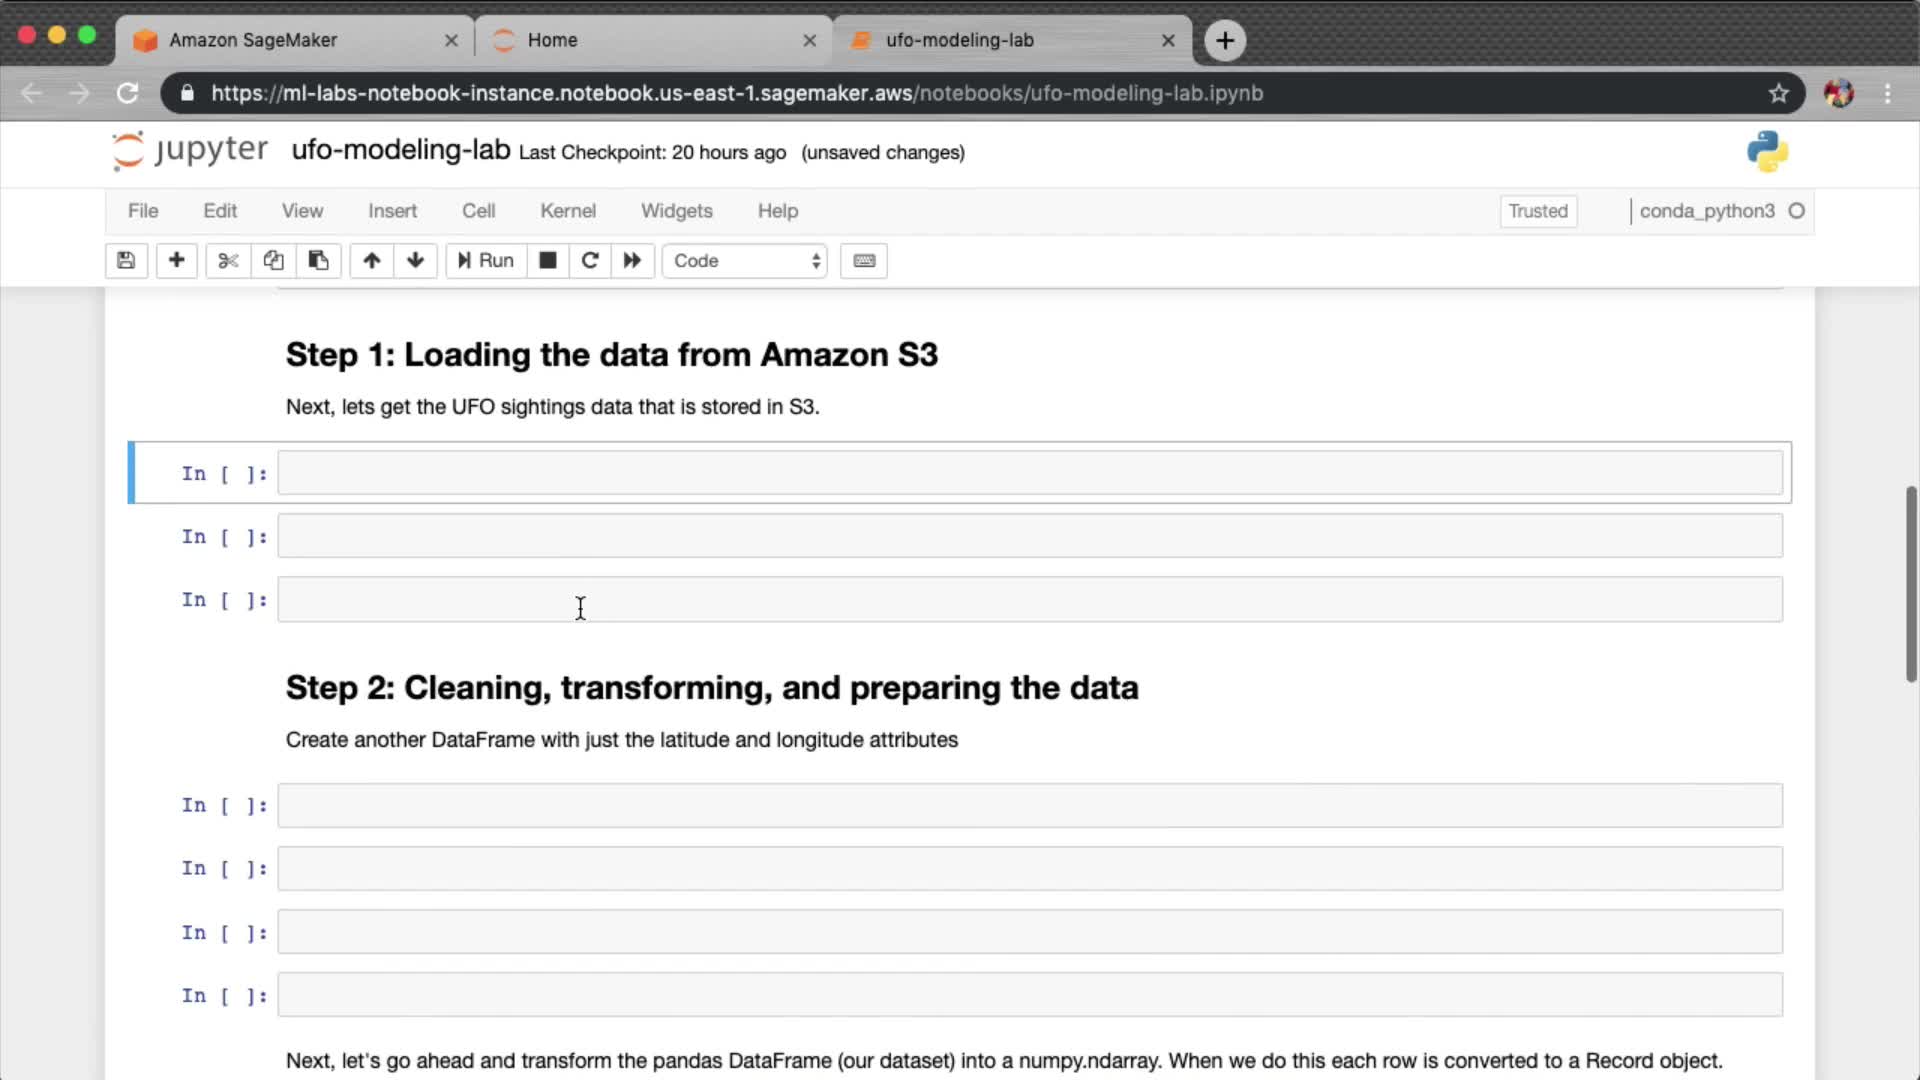 Amazon SageMaker
Home
ufo-modeling-lab
https://ml-labs-notebook-instance.notebook.us-east-1.sagemaker.aws/notebooks/ufo-modeling-lab.ipynb
jupyter ufo-modeling-lab Last Checkpoint: 20 hours ago (unsaved changes)
File Edit View Insert Cell Kernel Widgets Help Trusted conda_python3
Run Code
Step 1: Loading the data from Amazon S3
Next, lets get the UFO sightings data that is stored in S3.
In [ ]:
In [ ]:
In [ ]:
Step 2: Cleaning, transforming, and preparing the data
Create another DataFrame with just the latitude and longitude attributes
In [ ]:
In [ ]:
In [ ]:
In [ ]:
Next, let's go ahead and transform the pandas DataFrame (our dataset) into a numpy.ndarray. When we do this each row is converted to a Record object.